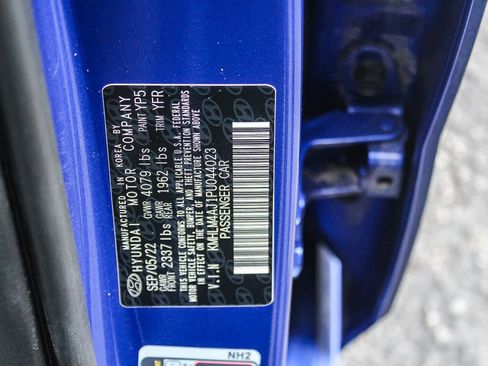 MANUFACTURED IN KOREA BY
HYUNDAI MOTOR COMPANY
SEP/05/22 GVWR 4079 lbs PAINT YP5
GAWR FRONT 2337 lbs GAWR REAR 1962 lbs TRIM YFR
THIS VEHICLE CONFORMS TO ALL APPLICABLE U.S.A. FEDERAL
MOTOR VEHICLE SAFETY, BUMPER, AND THEFT PREVENTION
STANDARDS IN EFFECT ON THE DATE OF MANUFACTURE SHOWN ABOVE
V.I.N KMHLM4AJ1PU044023
PASSENGER CAR
NH2